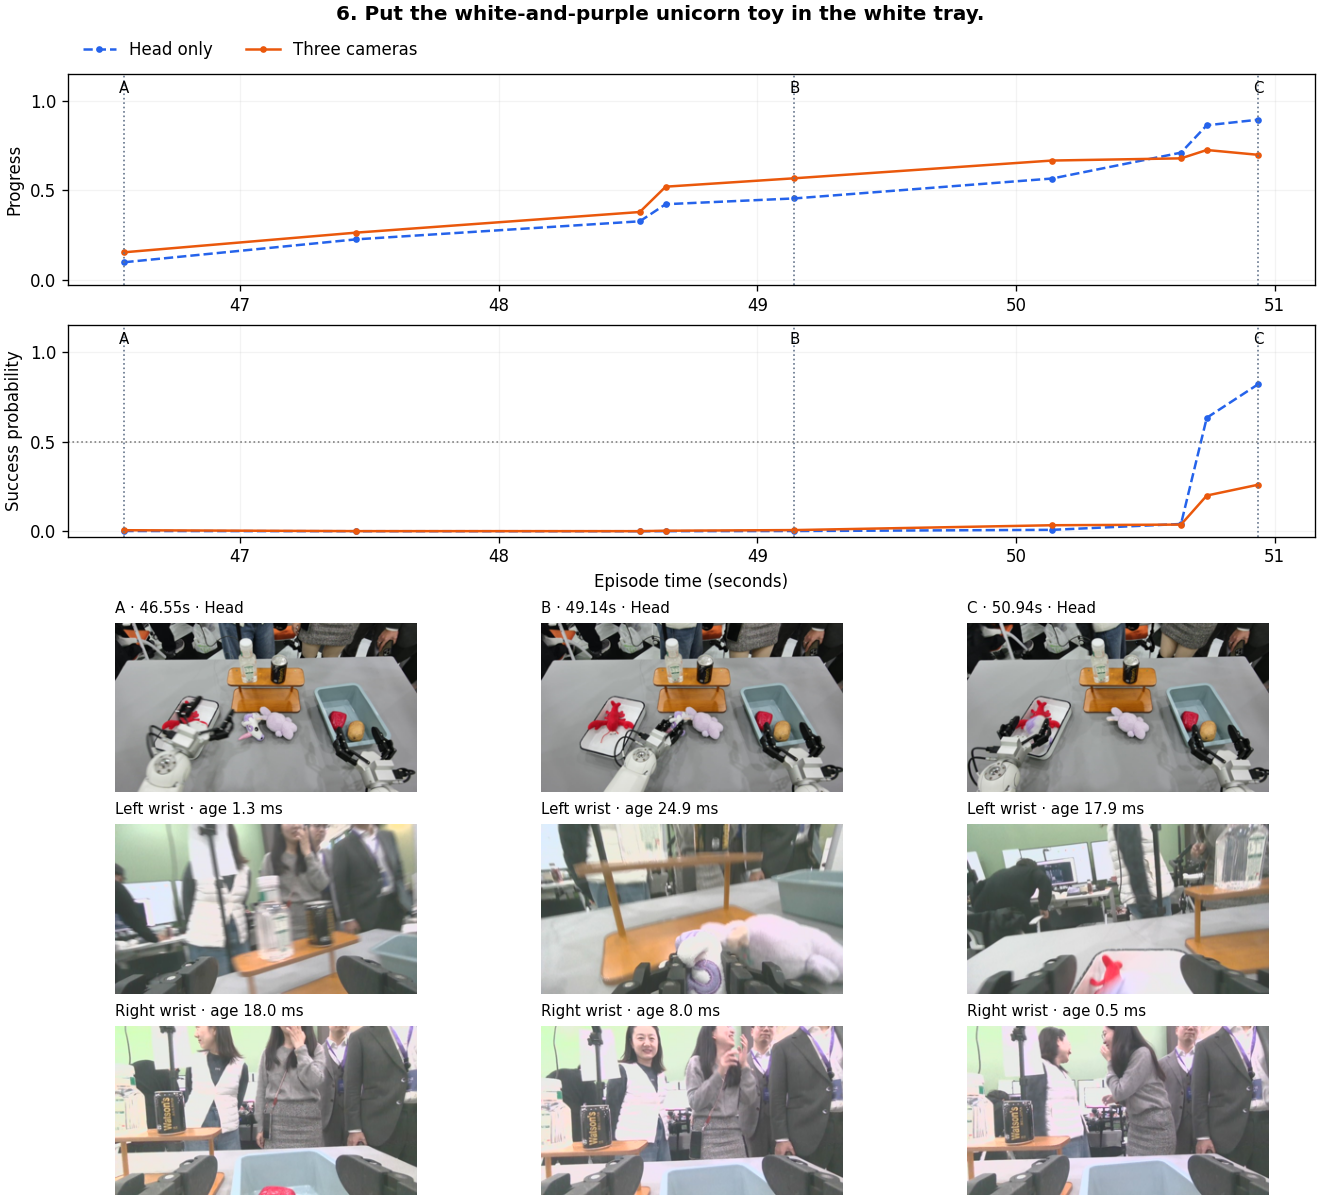 6. Put the white-and-purple unicorn toy in the white tray.
Head only
Three cameras
A
B
C
1.0
0.5
0.0
Progress
47
48
49
50
51
A
B
C
1.0
0.5
0.0
Success probability
47
48
49
50
51
Episode time (seconds)
A · 46.55s · Head
B · 49.14s · Head
C · 50.94s · Head
Left wrist · age 1.3 ms
Left wrist · age 24.9 ms
Left wrist · age 17.9 ms
Right wrist · age 18.0 ms
Right wrist · age 8.0 ms
Right wrist · age 0.5 ms
Watson's
Watson's
Watson's